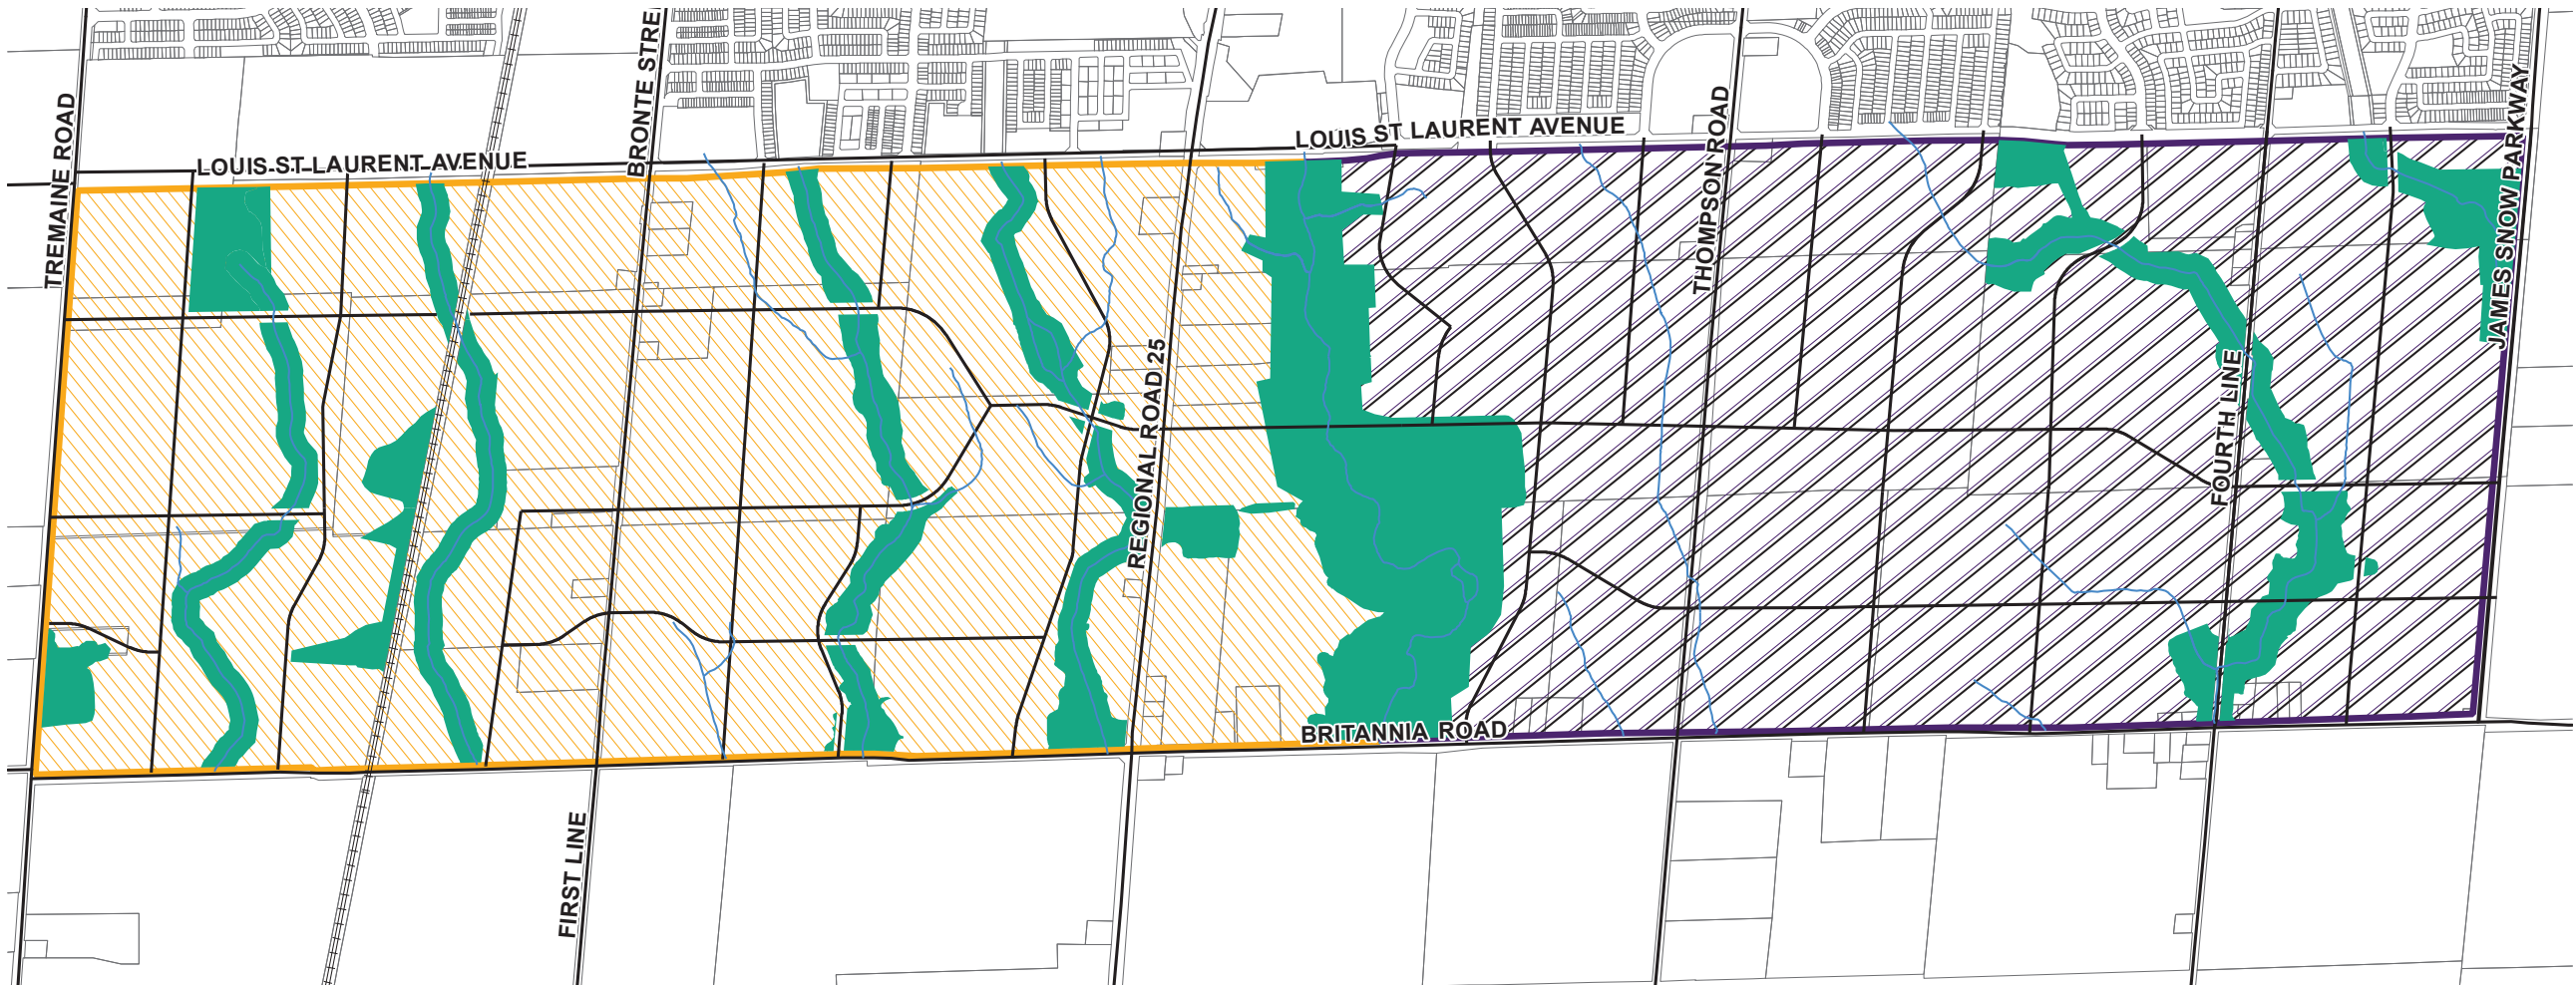 TREMAINE ROAD
LOUIS ST LAURENT AVENUE
BRONTE STRE
LOUIS ST LAURENT AVENUE
THOMPSON ROAD
JAMES SNOW PARKWAY
REGIONAL ROAD 25
FOURTH LINE
BRITANNIA ROAD
FIRST LINE